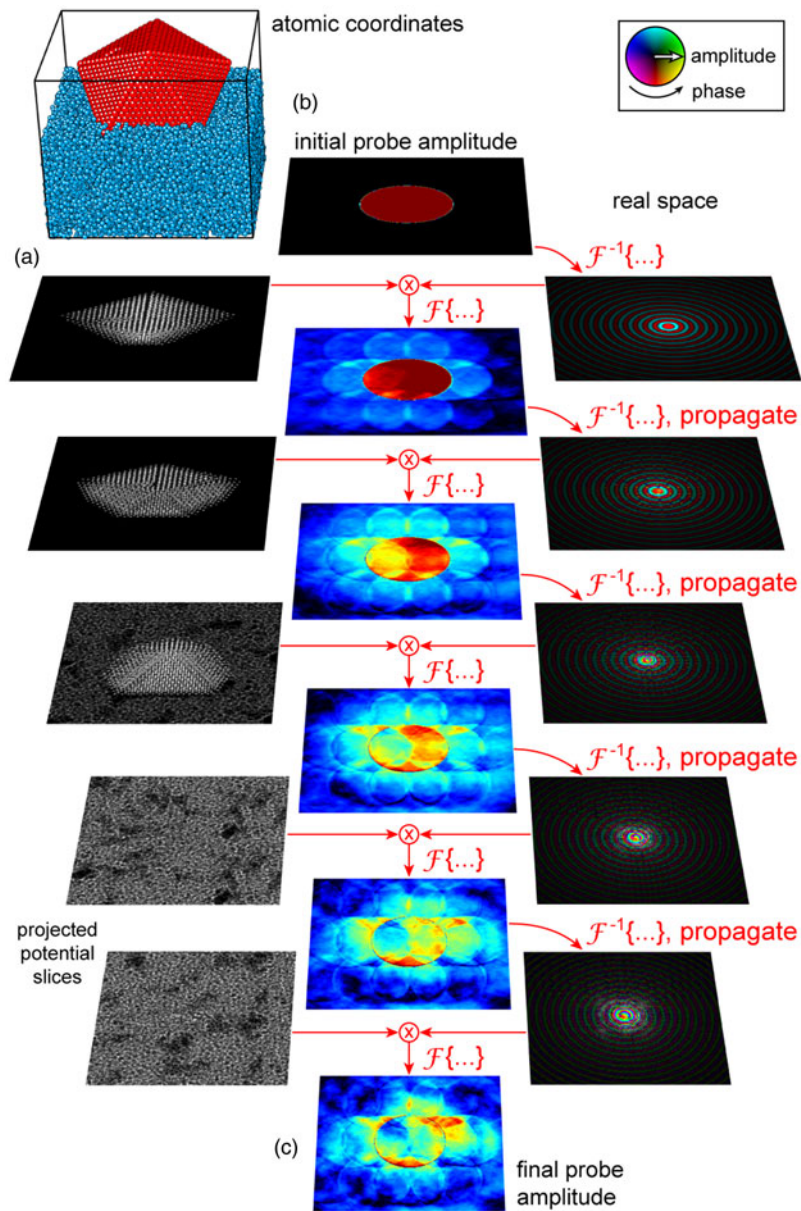 atomic coordinates
amplitude
phase
(b)
initial probe amplitude
real space
(a)
ℱ⁻¹{...}
x
ℱ{...}
ℱ⁻¹{...}, propagate
x
ℱ{...}
ℱ⁻¹{...}, propagate
x
ℱ{...}
ℱ⁻¹{...}, propagate
x
ℱ{...}
projected
potential
slices
ℱ⁻¹{...}, propagate
x
ℱ{...}
(c)
final probe
amplitude